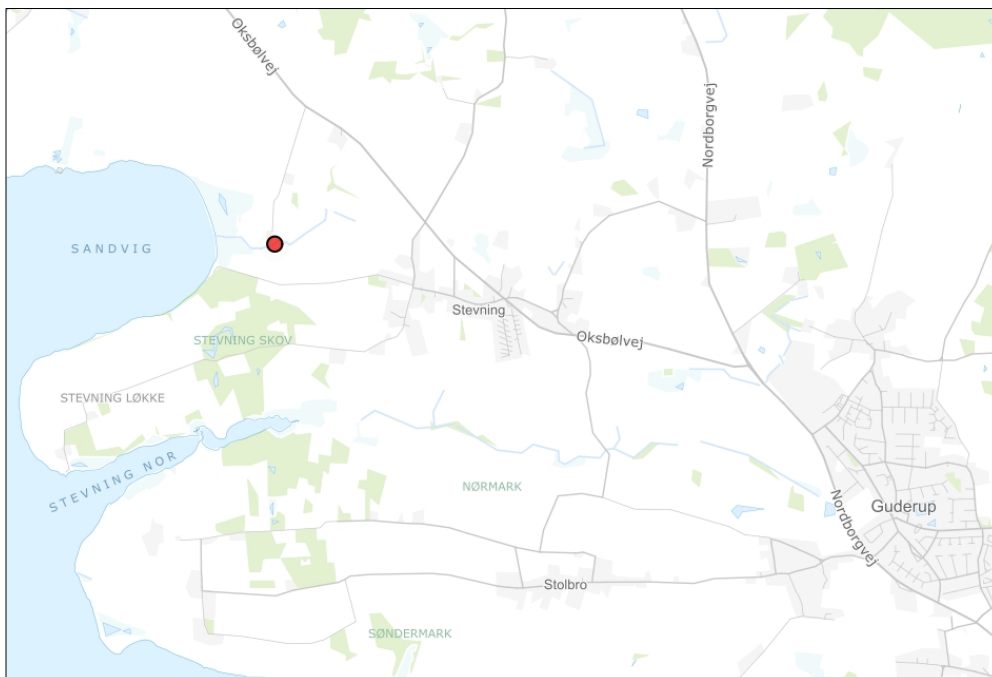 Oksbølvej
Nordborgvej
SANDVIG
Stevning
STEVNING SKOV
Oksbølvej
STEVNING LØKKE
STEVNING NOR
NØRMARK
Guderup
Nordborgvej
Stolbro
SØNDERMARK